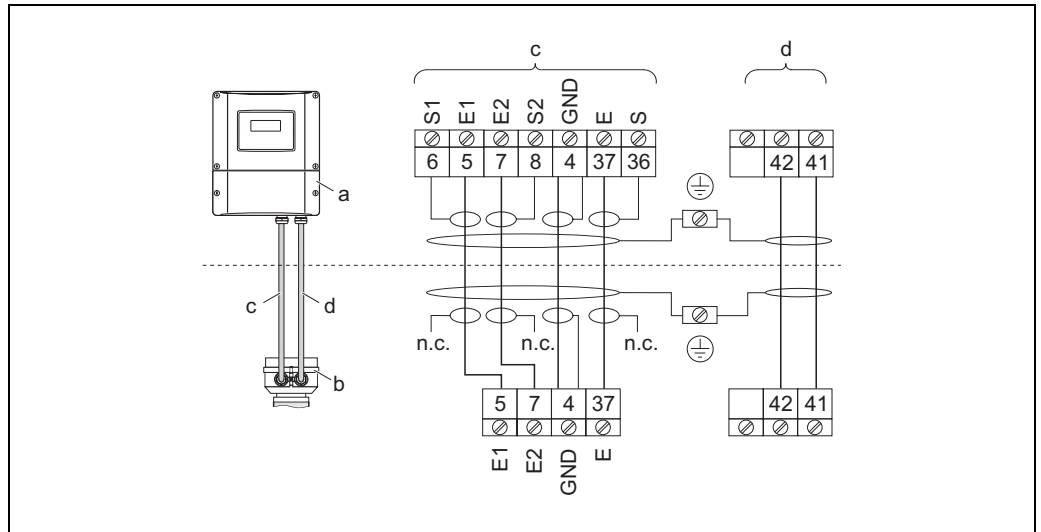 a
c
d
b
c
d
S1 E1 E2 S2 GND E S
6 5 7 8 4 37 36
42 41
n.c. n.c. n.c.
5 7 4 37
42 41
E1 E2 GND E